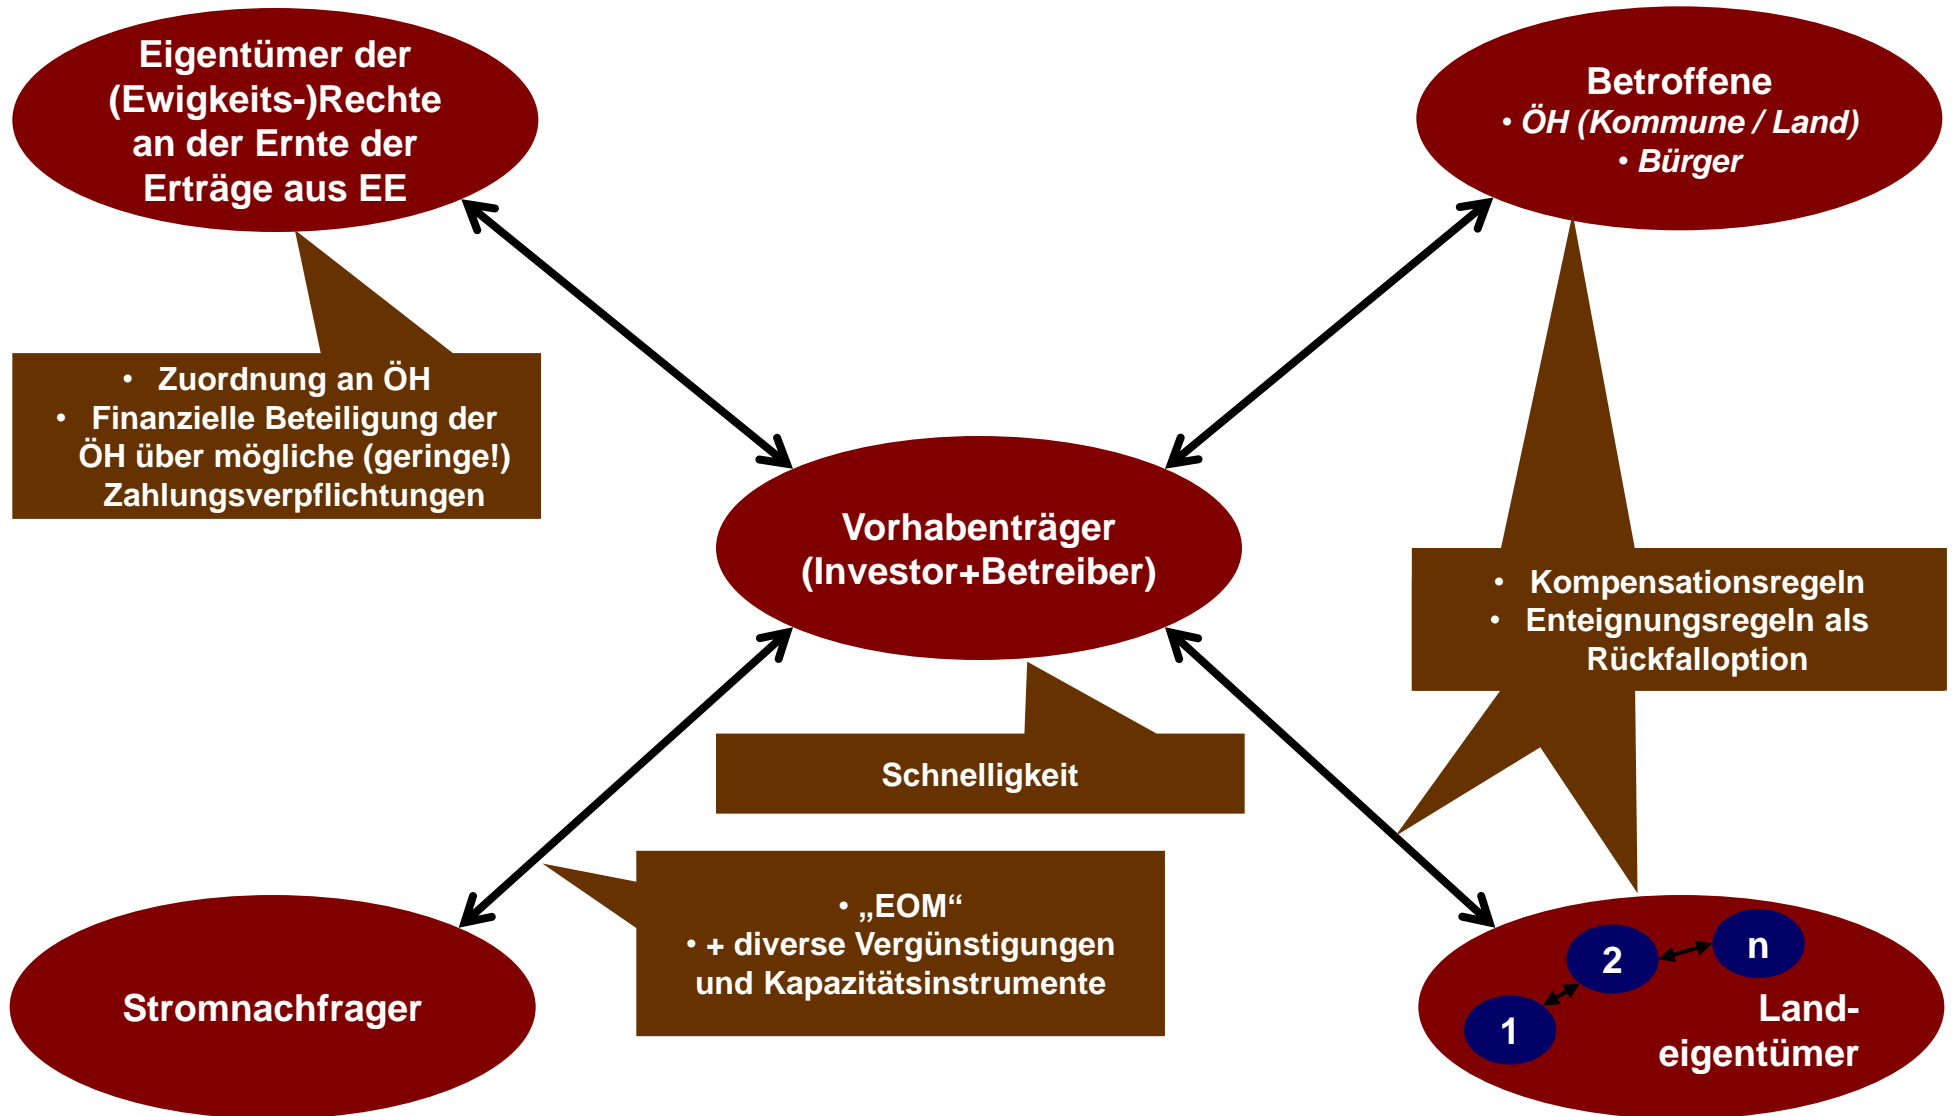 Eigentümer der
(Ewigkeits-)Rechte
an der Ernte der
Erträge aus EE
Betroffene
• ÖH (Kommune / Land)
• Bürger
• Zuordnung an ÖH
• Finanzielle Beteiligung der
ÖH über mögliche (geringe!)
Zahlungsverpflichtungen
Vorhabenträger
(Investor+Betreiber)
• Kompensationsregeln
• Enteignungsregeln als
Rückfalloption
Schnelligkeit
• „EOM“
• + diverse Vergünstigungen
und Kapazitätsinstrumente
Stromnachfrager
1
2
n
Land-
eigentümer